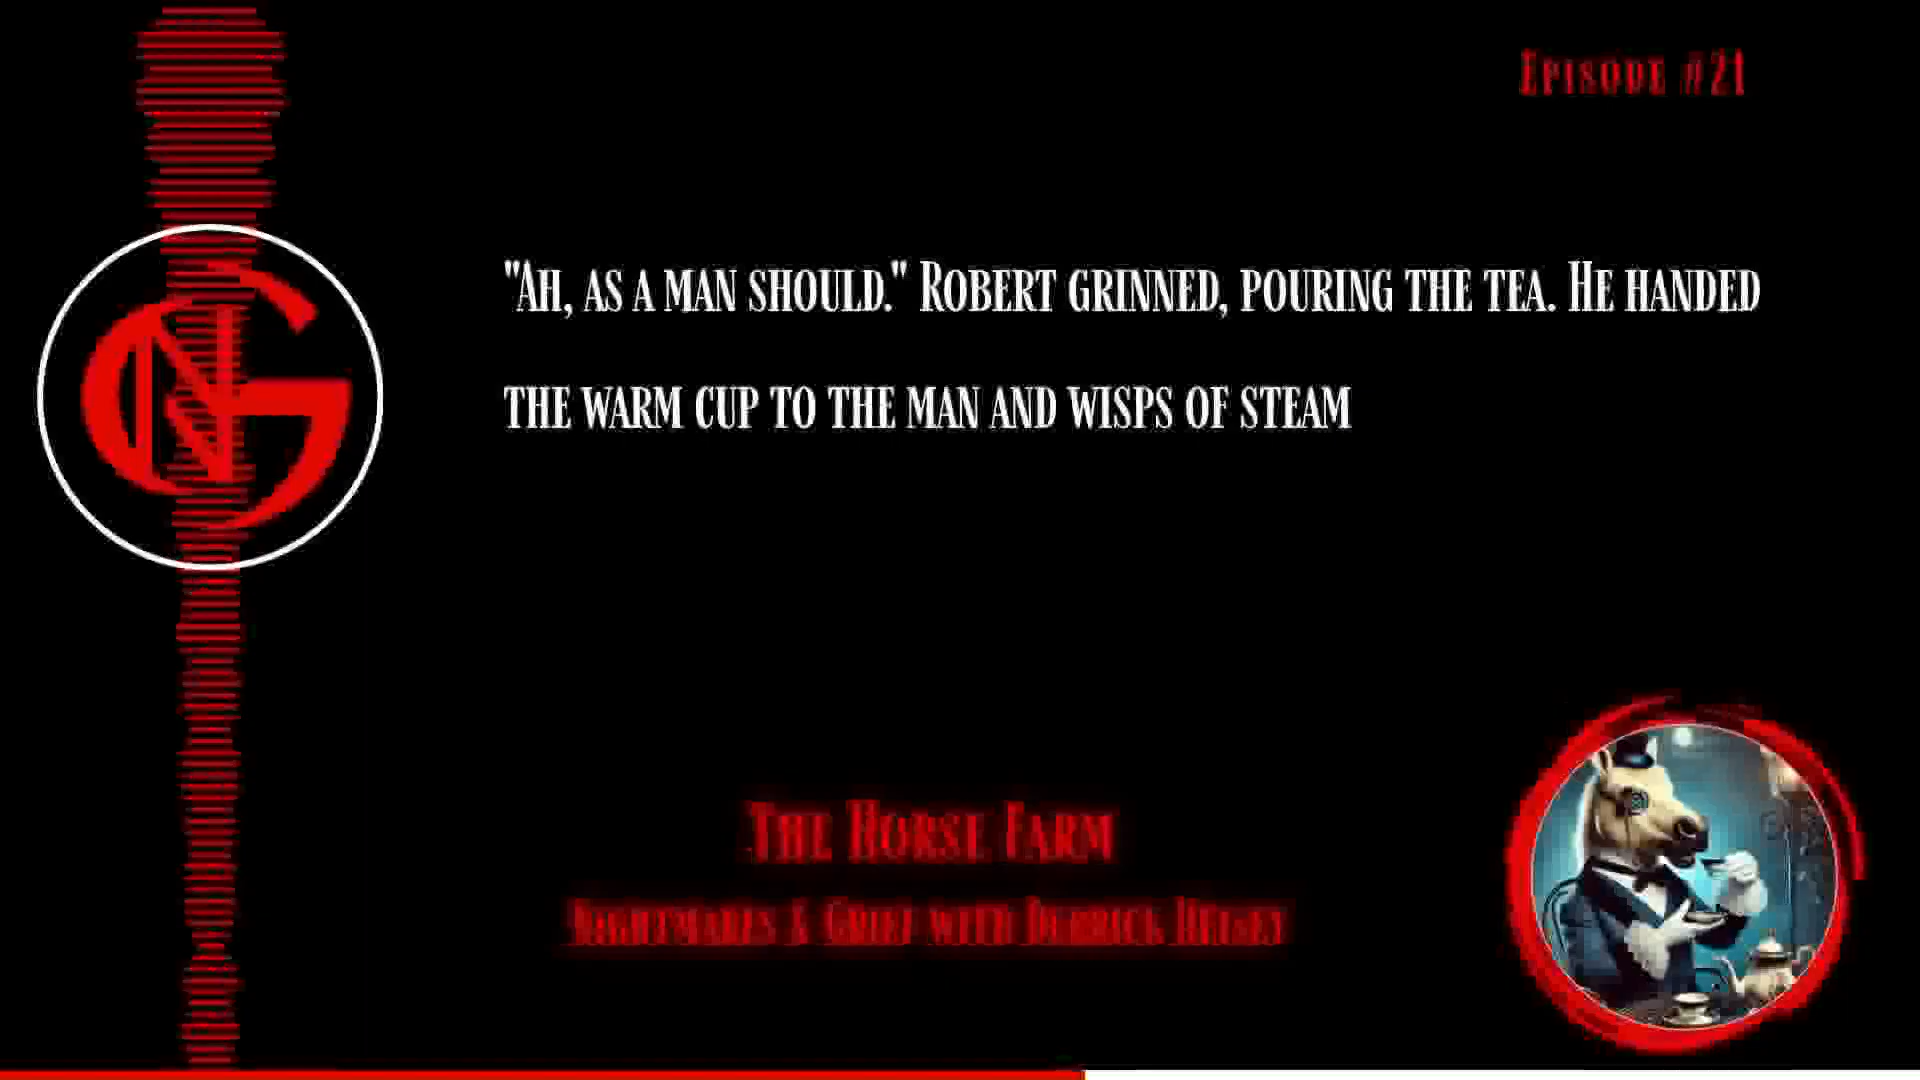 Episode #21
"Ah, as a man should." Robert grinned, pouring the tea. He handed
the warm cup to the man and wisps of steam
The Horse Farm
Nightmares & Grief with Derrick Helsey
NG